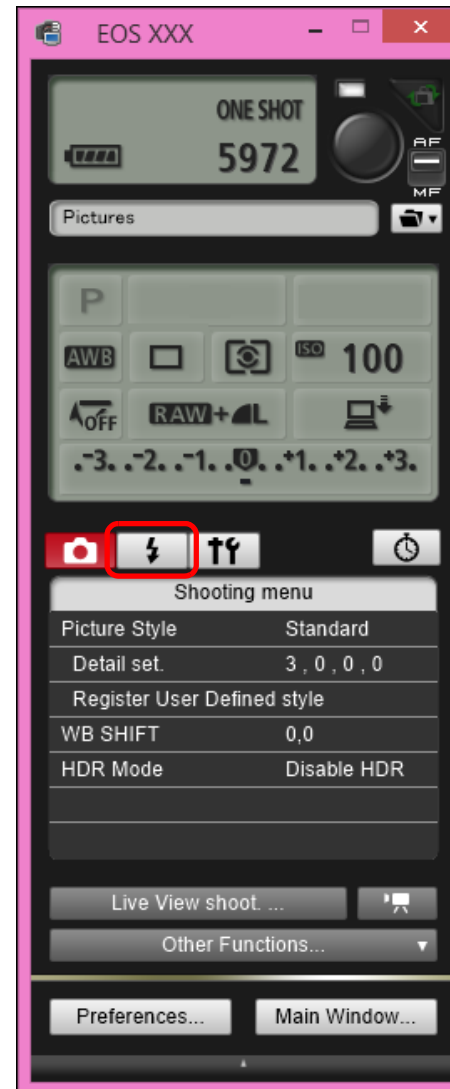 EOS XXX
ONE SHOT
5972
AF
MF
Pictures
P
AWB ISO 100
OFF RAW+L
.-3. .-2. .-1. .0. .+1. .+2. .+3.
Shooting menu
Picture Style Standard
Detail set. 3 , 0 , 0 , 0
Register User Defined style
WB SHIFT 0,0
HDR Mode Disable HDR
Live View shoot. ...
Other Functions...
Preferences... Main Window...